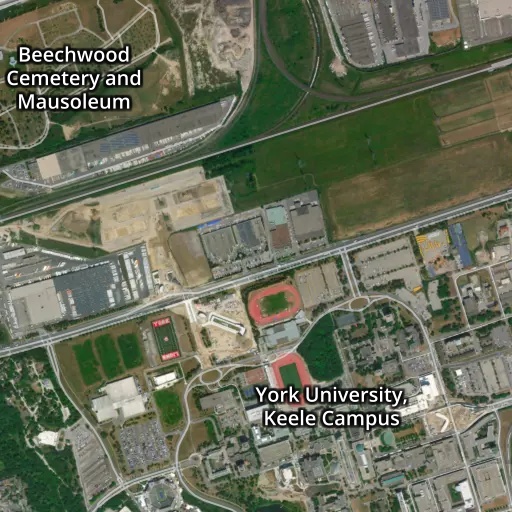 Beechwood
Cemetery and
Mausoleum
York University,
Keele Campus